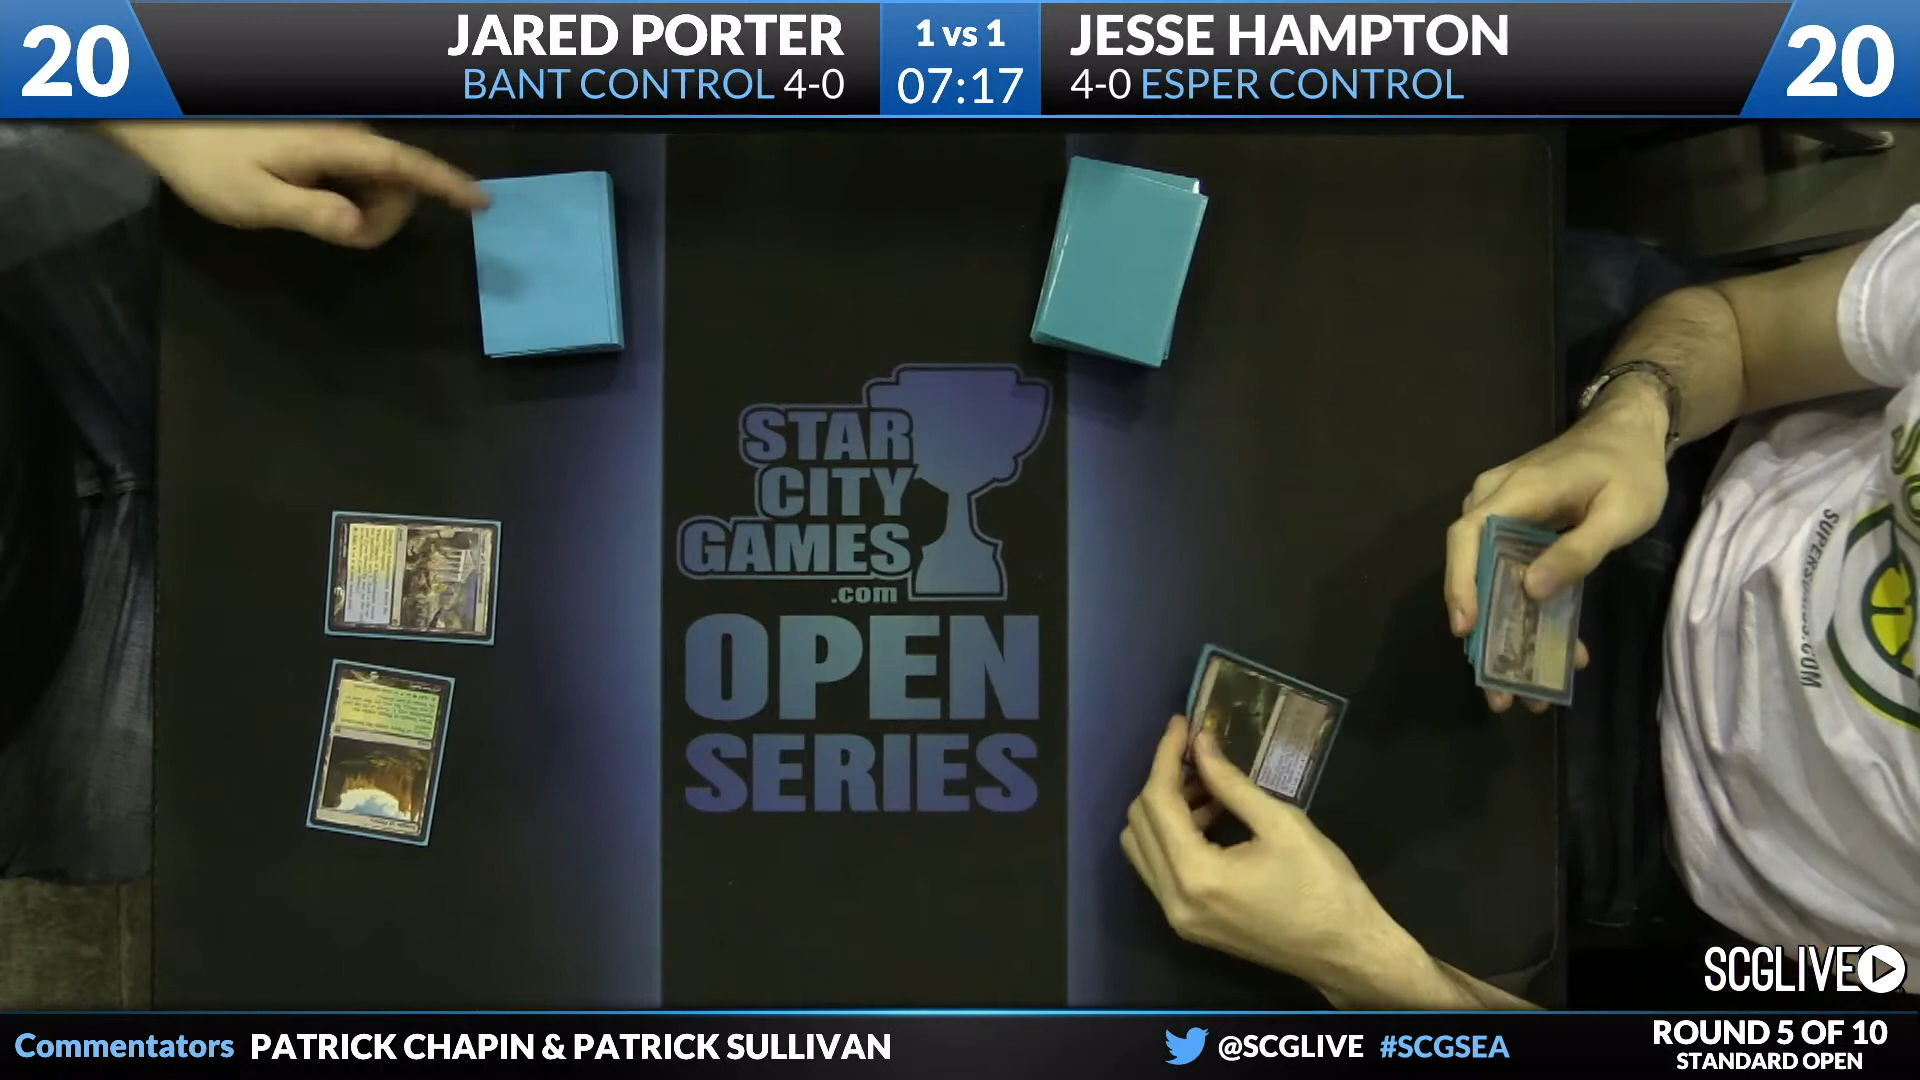 20
JARED PORTER
BANT CONTROL 4-0
1 vs 1
07:17
JESSE HAMPTON
4-0 ESPER CONTROL
20
STAR
CITY
GAMES
.com
OPEN
SERIES
SCGLIVE
Commentators PATRICK CHAPIN & PATRICK SULLIVAN
@SCGLIVE #SCGSEA
ROUND 5 OF 10
STANDARD OPEN